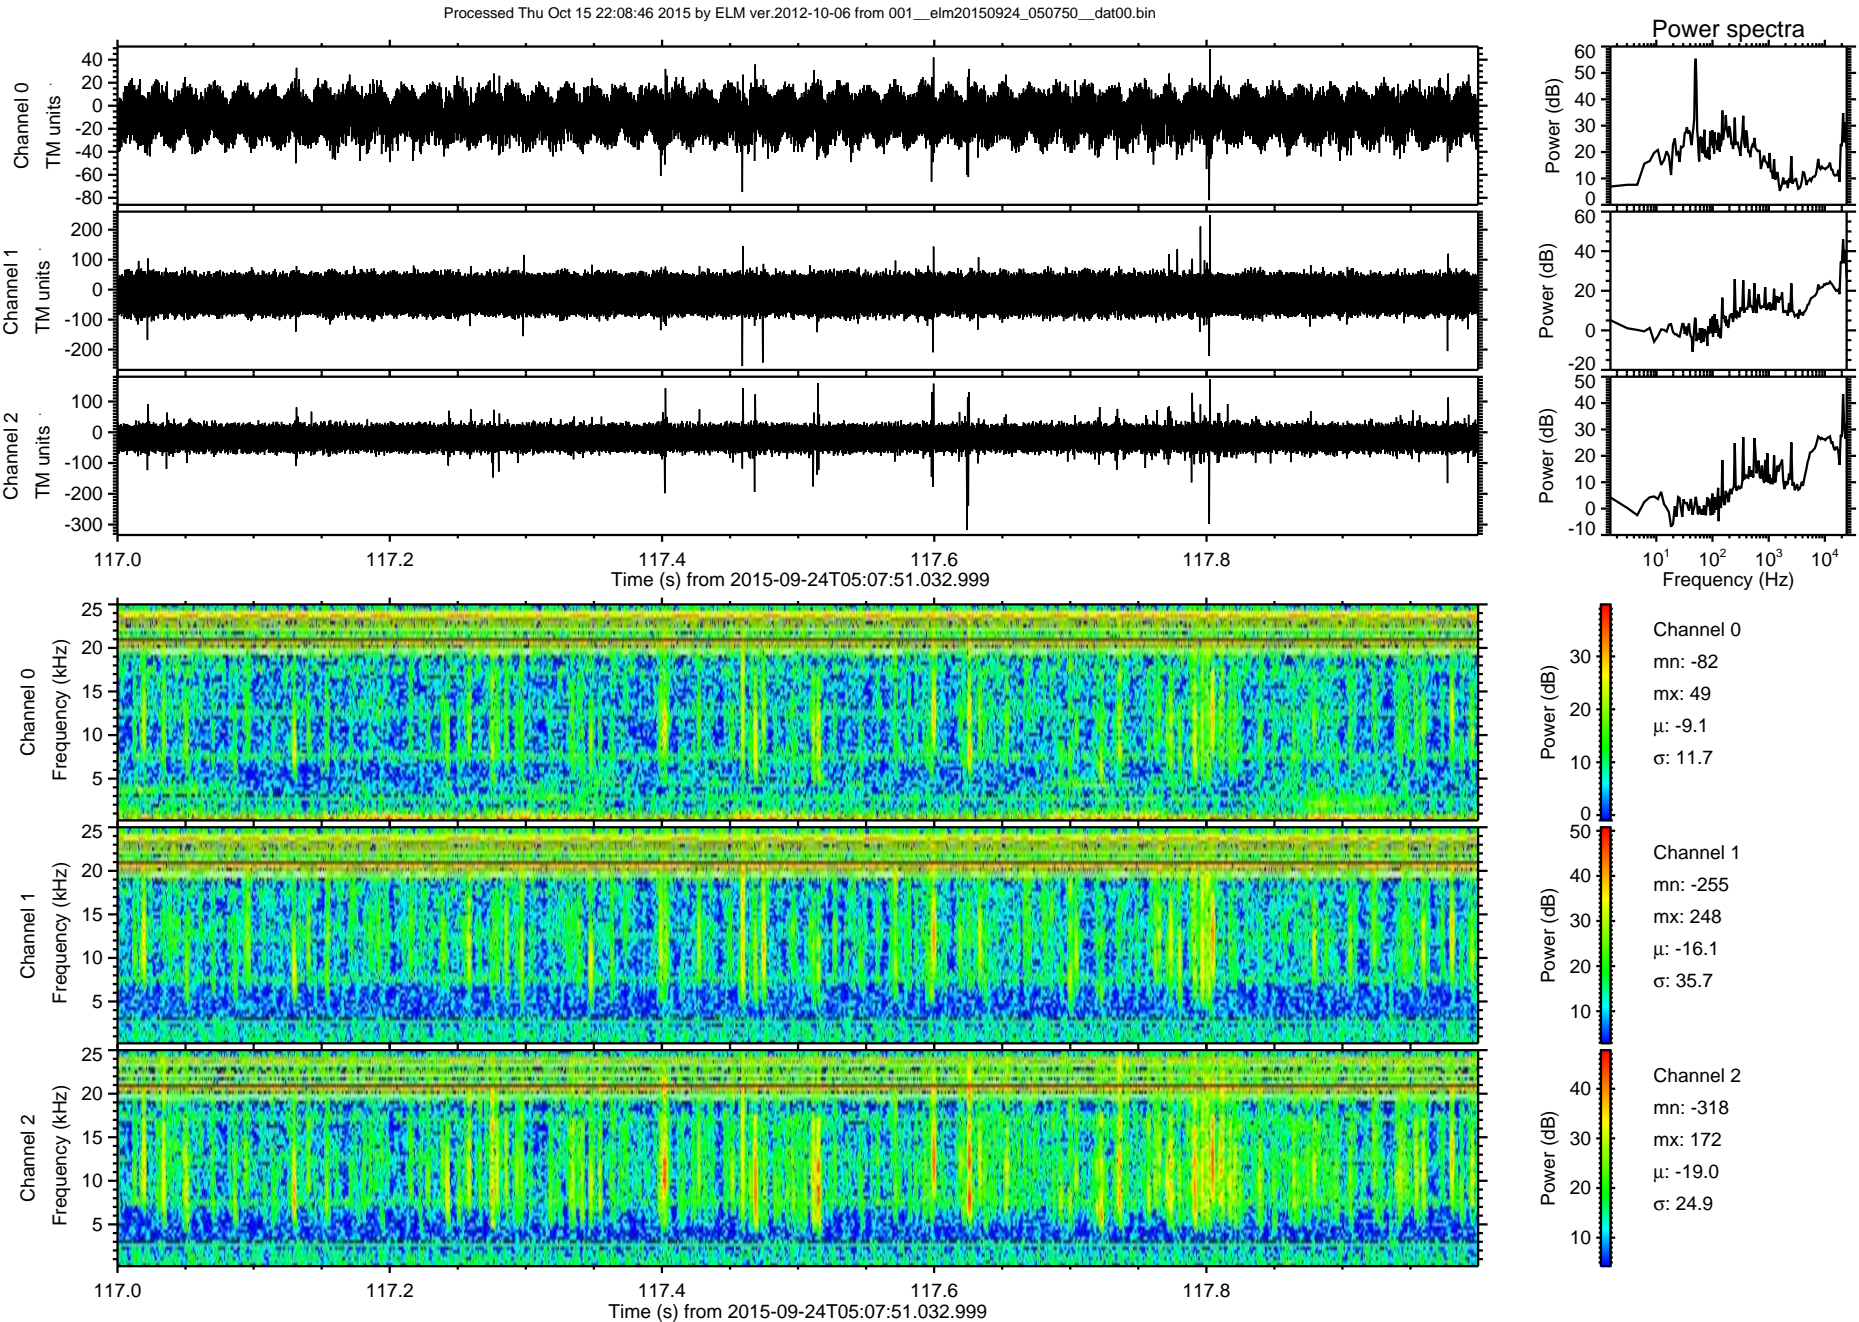 Processed Thu Oct 15 22:08:46 2015 by ELM ver.2012-10-06 from 001__elm20150924_050750__dat00.bin
Power spectra
Channel 0
TM units
40
20
0
-20
-40
-60
-80
Power (dB)
60
50
40
30
20
10
0
Channel 1
TM units
200
100
0
-100
-200
Power (dB)
60
40
20
0
-20
Channel 2
TM units
100
0
-100
-200
-300
Power (dB)
50
40
30
20
10
0
-10
117.0 117.2 117.4 117.6 117.8
Time (s) from 2015-09-24T05:07:51.032.999
10^1 10^2 10^3 10^4
Frequency (Hz)
Channel 0
Frequency (kHz)
25
20
15
10
5
Power (dB)
30
20
10
0
Channel 0
mn: -82
mx: 49
μ: -9.1
σ: 11.7
Channel 1
Frequency (kHz)
25
20
15
10
5
Power (dB)
50
40
30
20
10
Channel 1
mn: -255
mx: 248
μ: -16.1
σ: 35.7
Channel 2
Frequency (kHz)
25
20
15
10
5
Power (dB)
40
30
20
10
Channel 2
mn: -318
mx: 172
μ: -19.0
σ: 24.9
117.0 117.2 117.4 117.6 117.8
Time (s) from 2015-09-24T05:07:51.032.999